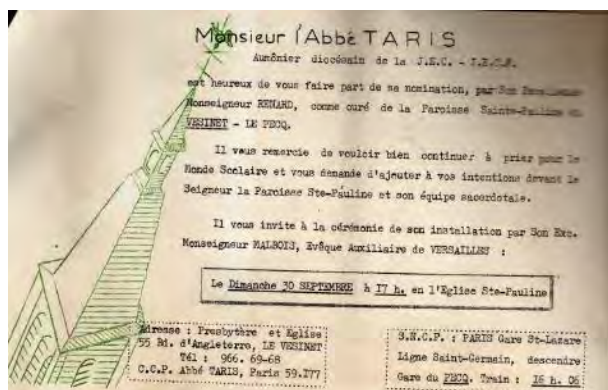 Monsieur l'Abbé TARIS
Aumônier diocésain de la J.E.C. - J.E.C.F.
est heureux de vous faire part de sa nomination, par Son Excellence
Monseigneur RENARD, comme curé de la Paroisse Sainte-Pauline du
VESINET - LE PECQ.
Il vous remercie de vouloir bien continuer à prier pour le
Monde Scolaire et vous demande d'ajouter à vos intentions devant le
Seigneur la Paroisse Ste-Pauline et son équipe sacerdotale.
Il vous invite à la cérémonie de son installation par Son Exc.
Monseigneur MALBOIS, Evêque Auxiliaire de VERSAILLES :
Le Dimanche 30 SEPTEMBRE à 17 h. en l'Eglise Ste-Pauline
Adresse : Presbytère et Eglise
55 Bd. d'Angleterre, LE VESINET
Tél : 966. 69-68
C.C.P. Abbé TARIS, Paris 59.177
S.N.C.F. : PARIS Gare St-Lazare
Ligne Saint-Germain, descendre
Gare du PECQ. Train : 16 h. 06